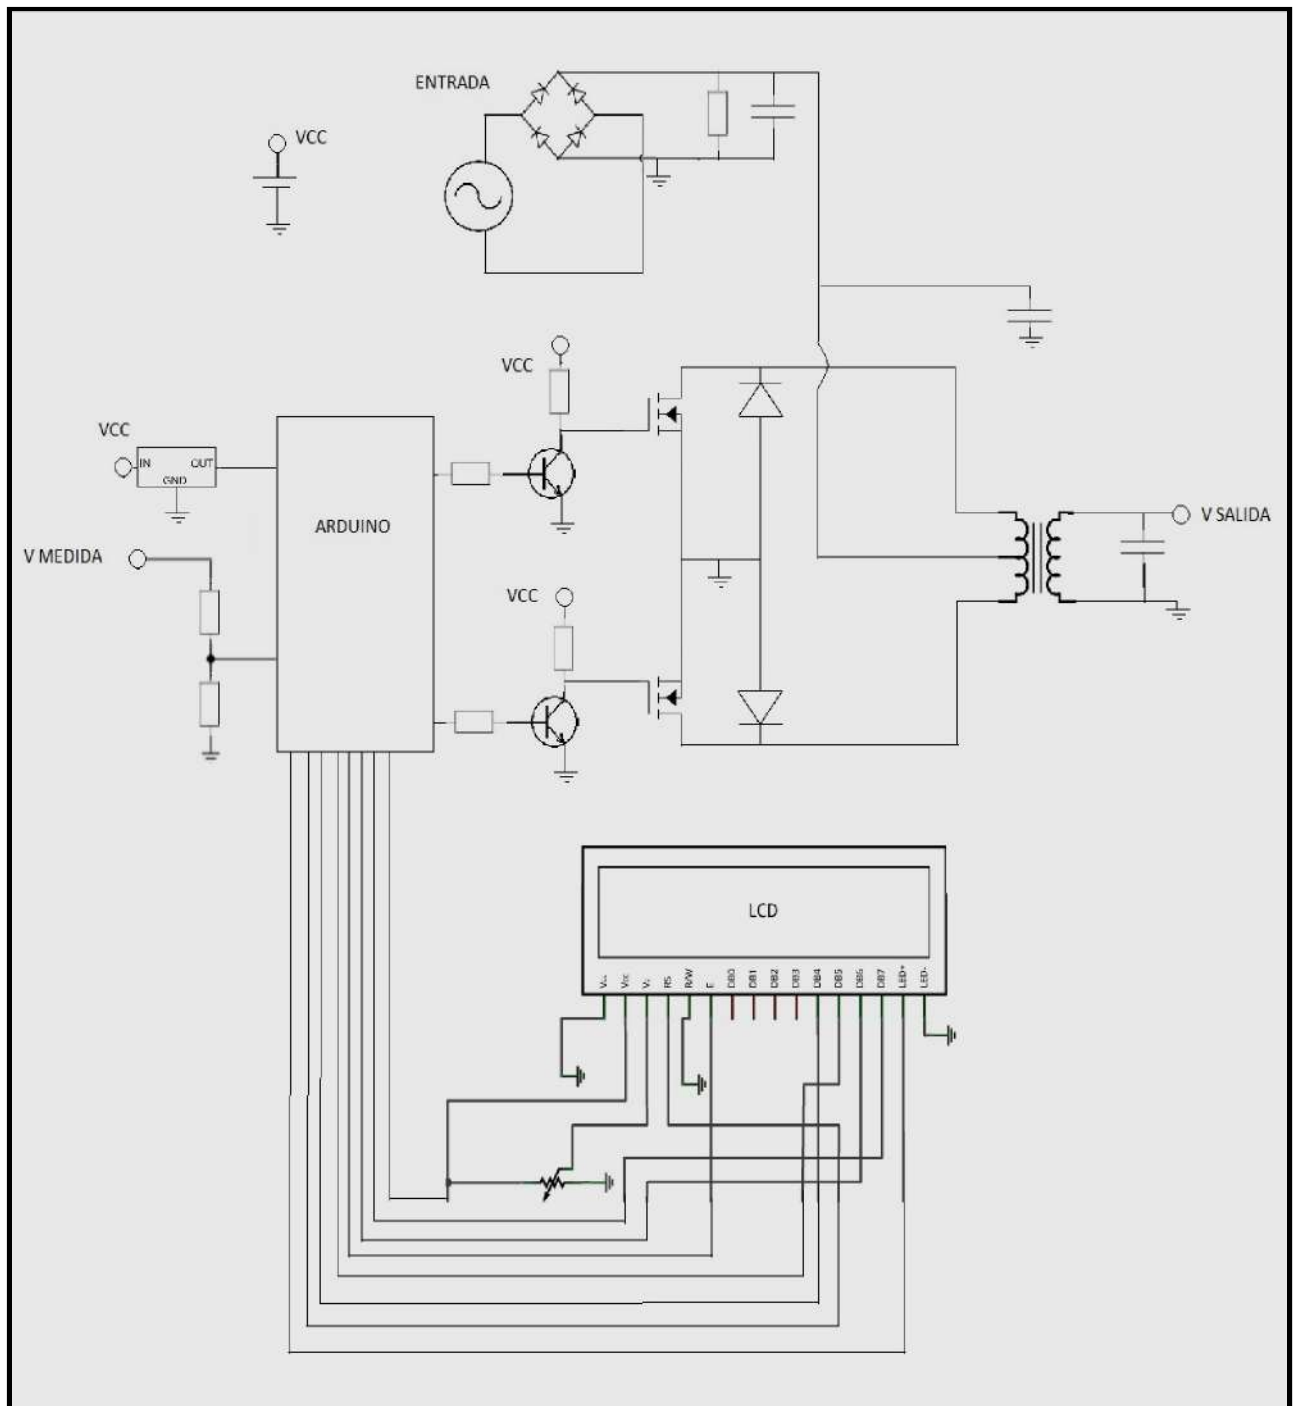 ENTRADA
VCC
VCC
VCC
IN
OUT
GND
ARDUINO
V SALIDA
V MEDIDA
VCC
LCD
VCC
RS
R/W
E
DB0
DB1
DB2
DB3
DB4
DB5
DB6
DB7
LED+
LED-